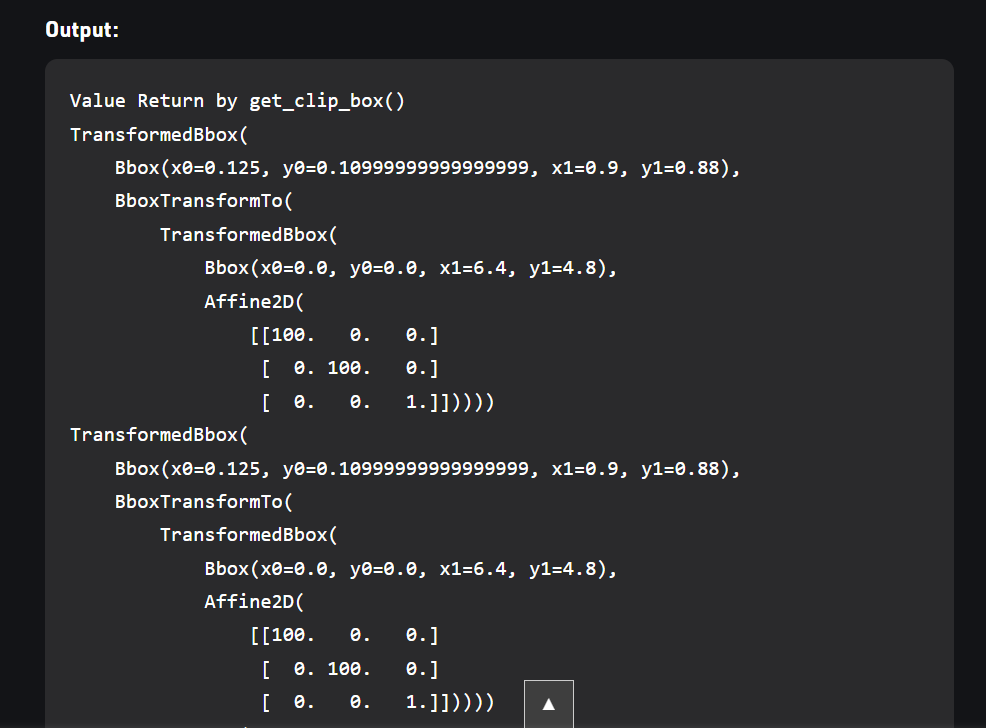 Output:
Value Return by get_clip_box()
TransformedBbox(
    Bbox(x0=0.125, y0=0.10999999999999999, x1=0.9, y1=0.88),
    BboxTransformTo(
        TransformedBbox(
            Bbox(x0=0.0, y0=0.0, x1=6.4, y1=4.8),
            Affine2D(
                [[100.   0.   0.]
                 [  0. 100.   0.]
                 [  0.   0.   1.]]))))
TransformedBbox(
    Bbox(x0=0.125, y0=0.10999999999999999, x1=0.9, y1=0.88),
    BboxTransformTo(
        TransformedBbox(
            Bbox(x0=0.0, y0=0.0, x1=6.4, y1=4.8),
            Affine2D(
                [[100.   0.   0.]
                 [  0. 100.   0.]
                 [  0.   0.   1.]]))))